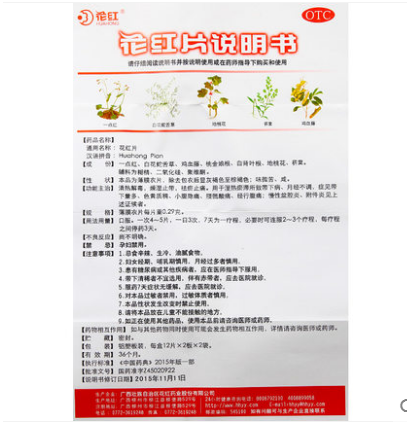 花红®
HUAHONG
OTC
花红片说明书
请仔细阅读说明书并按说明使用或在药师指导下购买和使用
一点红
白花蛇舌草
地桃花
菥蓂
鸡血藤
【药品名称】
通用名称：花红片
汉语拼音：Huahong Pian
【成 份】一点红、白花蛇舌草、鸡血藤、桃金娘根、白背叶根、地桃花、菥蓂。
辅料为糊精、二氧化硅、
【性 状】本品为薄膜衣片，除去包衣后显灰褐色至棕褐色；味微苦、咸。
【功能主治】清热解毒，燥湿止带，祛瘀止痛。用于湿热瘀滞所致带下病、月经不调，症见带
下量多、色黄质稠、小腹隐痛、腰骶酸痛、经行腹痛；慢性盆腔炎、附件炎见上
述证候者。
【规 格】薄膜衣片每片重0.29克。
【用法用量】口服。一次4~5片，一日3次，7天为一疗程，必要时可连服2~3个疗程，每疗程
之间停药3天。
【不良反应】尚不明确。
【禁 忌】孕妇禁用。
【注意事项】1.忌食辛辣、生冷、油腻食物。
2.妇女经期、哺乳期慎用，月经过多者慎用。
3.患有糖尿病或其他疾病者，应在医师指导下服用。
4.带下清稀者不宜选用，伴有赤带者，应去医院就诊。
5.服药7天症状无缓解，应去医院就诊。
6.对本品过敏者禁用，过敏体质者慎用。
7.本品性状发生改变时禁止使用。
8.请将本品放在儿童不能接触的地方。
9.如正在使用其他药品，使用本品前请咨询医师或药师。
【药物相互作用】如与其他药物同时使用可能会发生药物相互作用，详情请咨询医师或药师。
【贮 藏】密封。
【包 装】铝塑板装，每盒12片×2板×2袋。
【有 效 期】36个月。
【执行标准】《中国药典》2015年版一部
【批准文号】国药准字Z45020922
【说明书修订日期】2015年11月1日
生产企业：广西壮族自治区花红药业股份有限公司